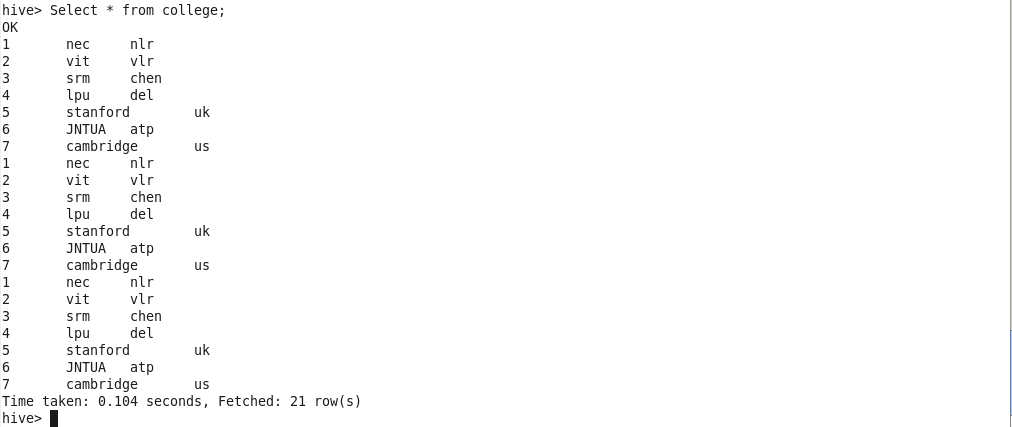 hive> Select * from college;
OK
1	nec	nlr
2	vit	vlr
3	srm	chen
4	lpu	del
5	stanford	uk
6	JNTUA	atp
7	cambridge	us
1	nec	nlr
2	vit	vlr
3	srm	chen
4	lpu	del
5	stanford	uk
6	JNTUA	atp
7	cambridge	us
1	nec	nlr
2	vit	vlr
3	srm	chen
4	lpu	del
5	stanford	uk
6	JNTUA	atp
7	cambridge	us
Time taken: 0.104 seconds, Fetched: 21 row(s)
hive>